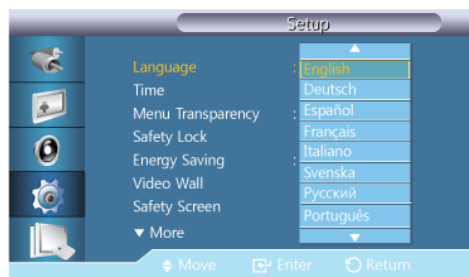 Setup
Language : English
Time Deutsch
Menu Transparency : Español
Safety Lock Français
Energy Saving : Italiano
Video Wall Svenska
Safety Screen Русский
▼ More Português
Move Enter Return